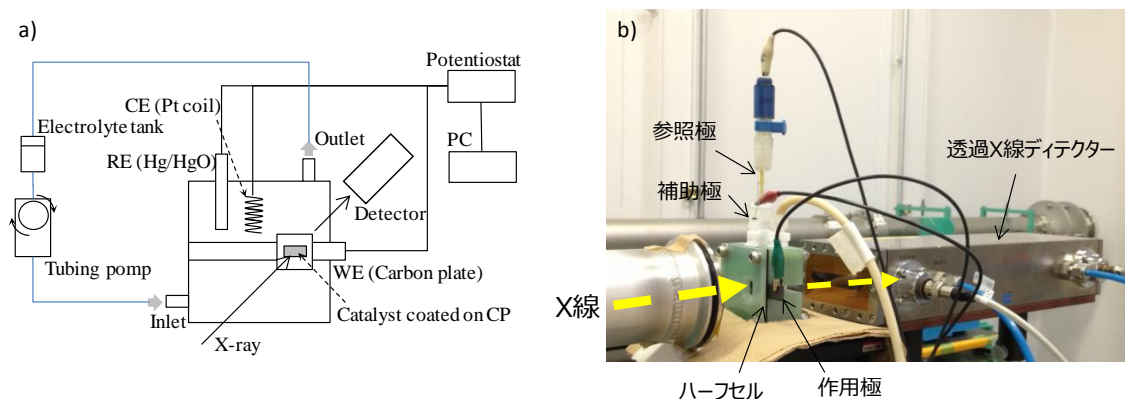 a)
Potentiostat
CE (Pt coil)
Electrolyte tank
Outlet
PC
RE (Hg/HgO)
Detector
Tubing pomp
WE (Carbon plate)
Inlet
Catalyst coated on CP
X-ray
b)
参照極
透過X線ディテクター
補助極
X線
ハーフセル
作用極